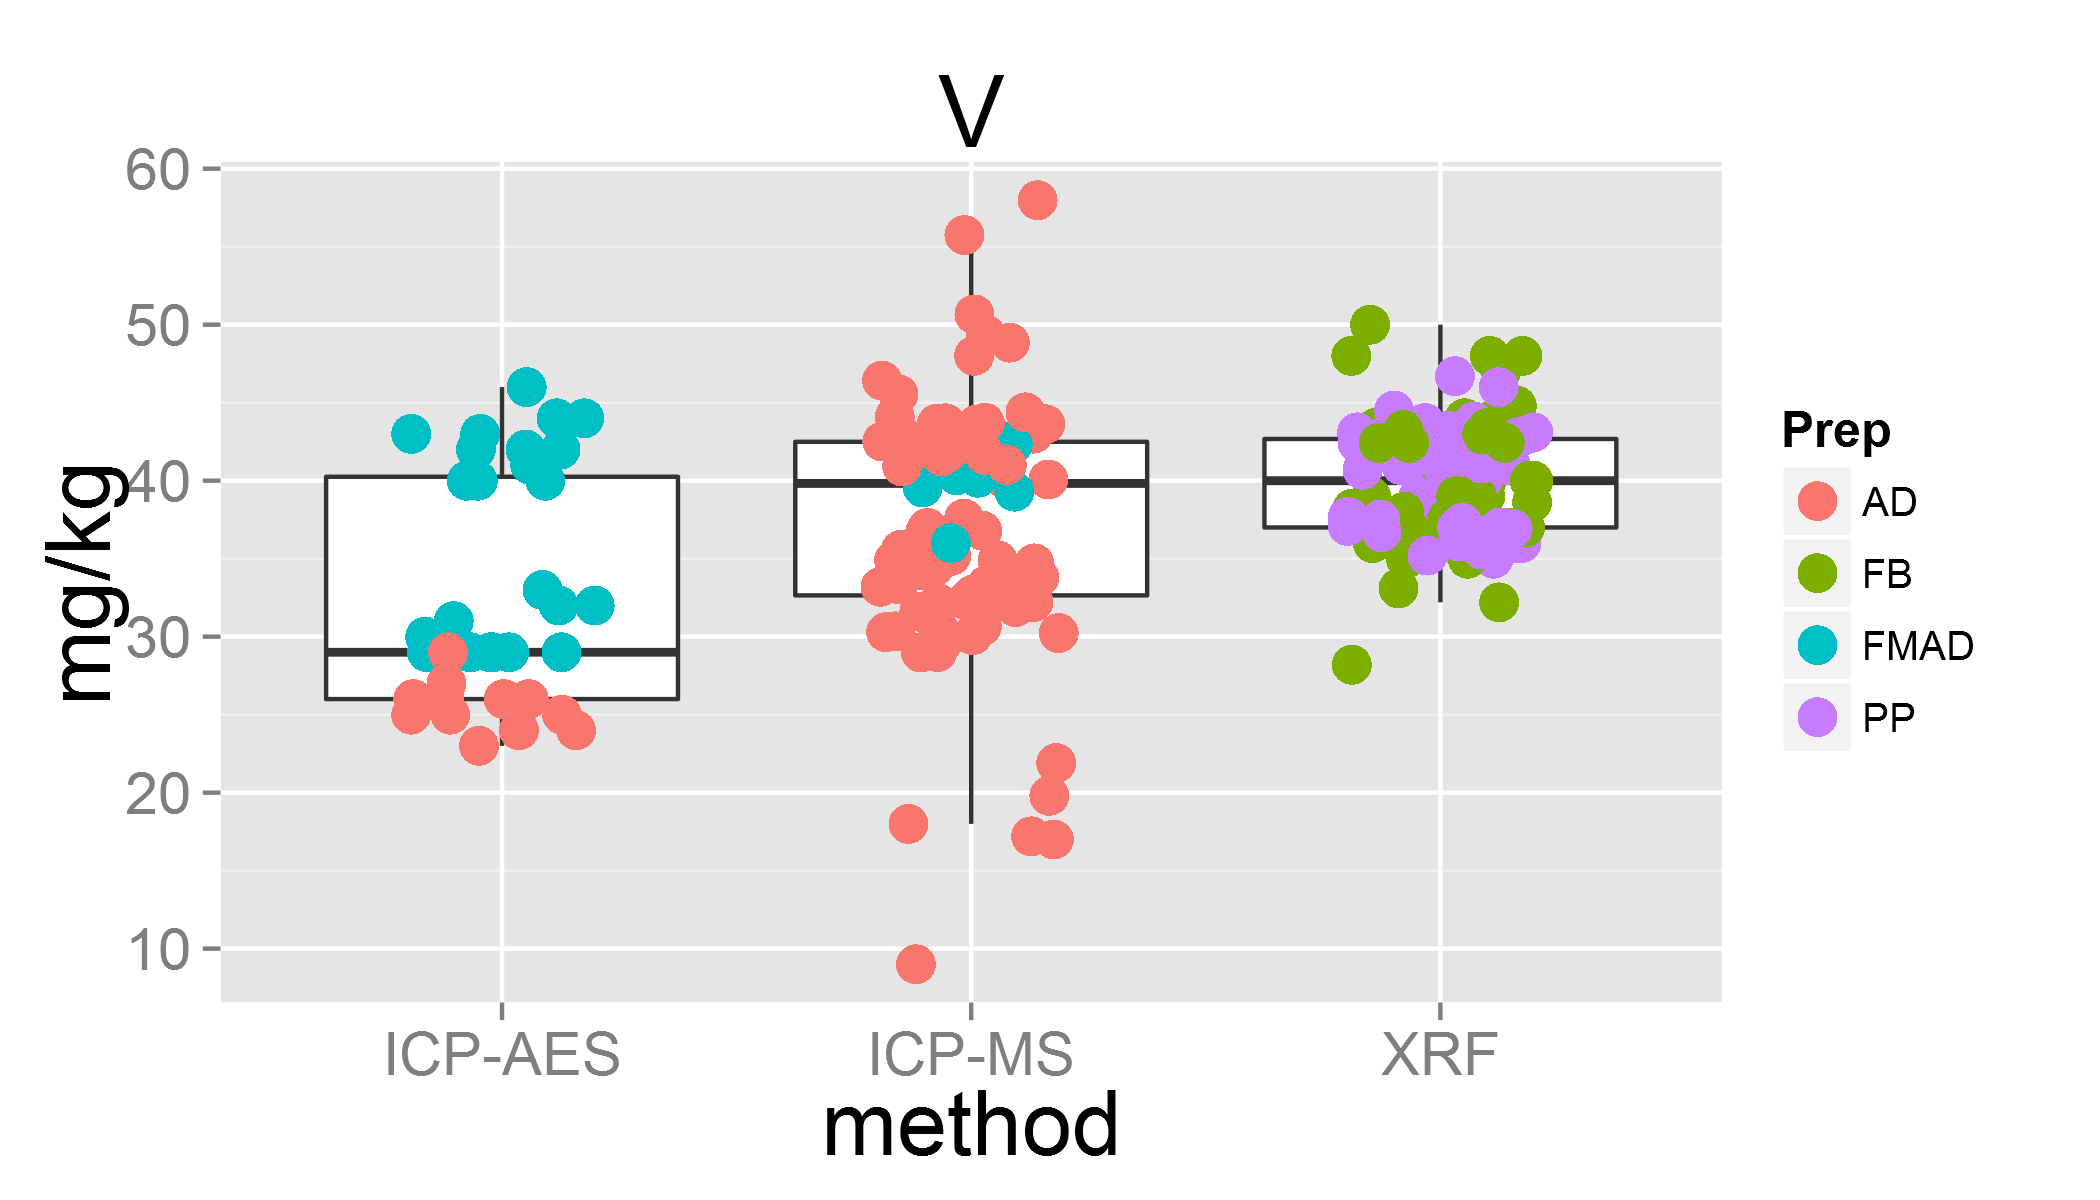 V
mg/kg
60
50
40
30
20
10
ICP-AES ICP-MS XRF
method
Prep
AD
FB
FMAD
PP